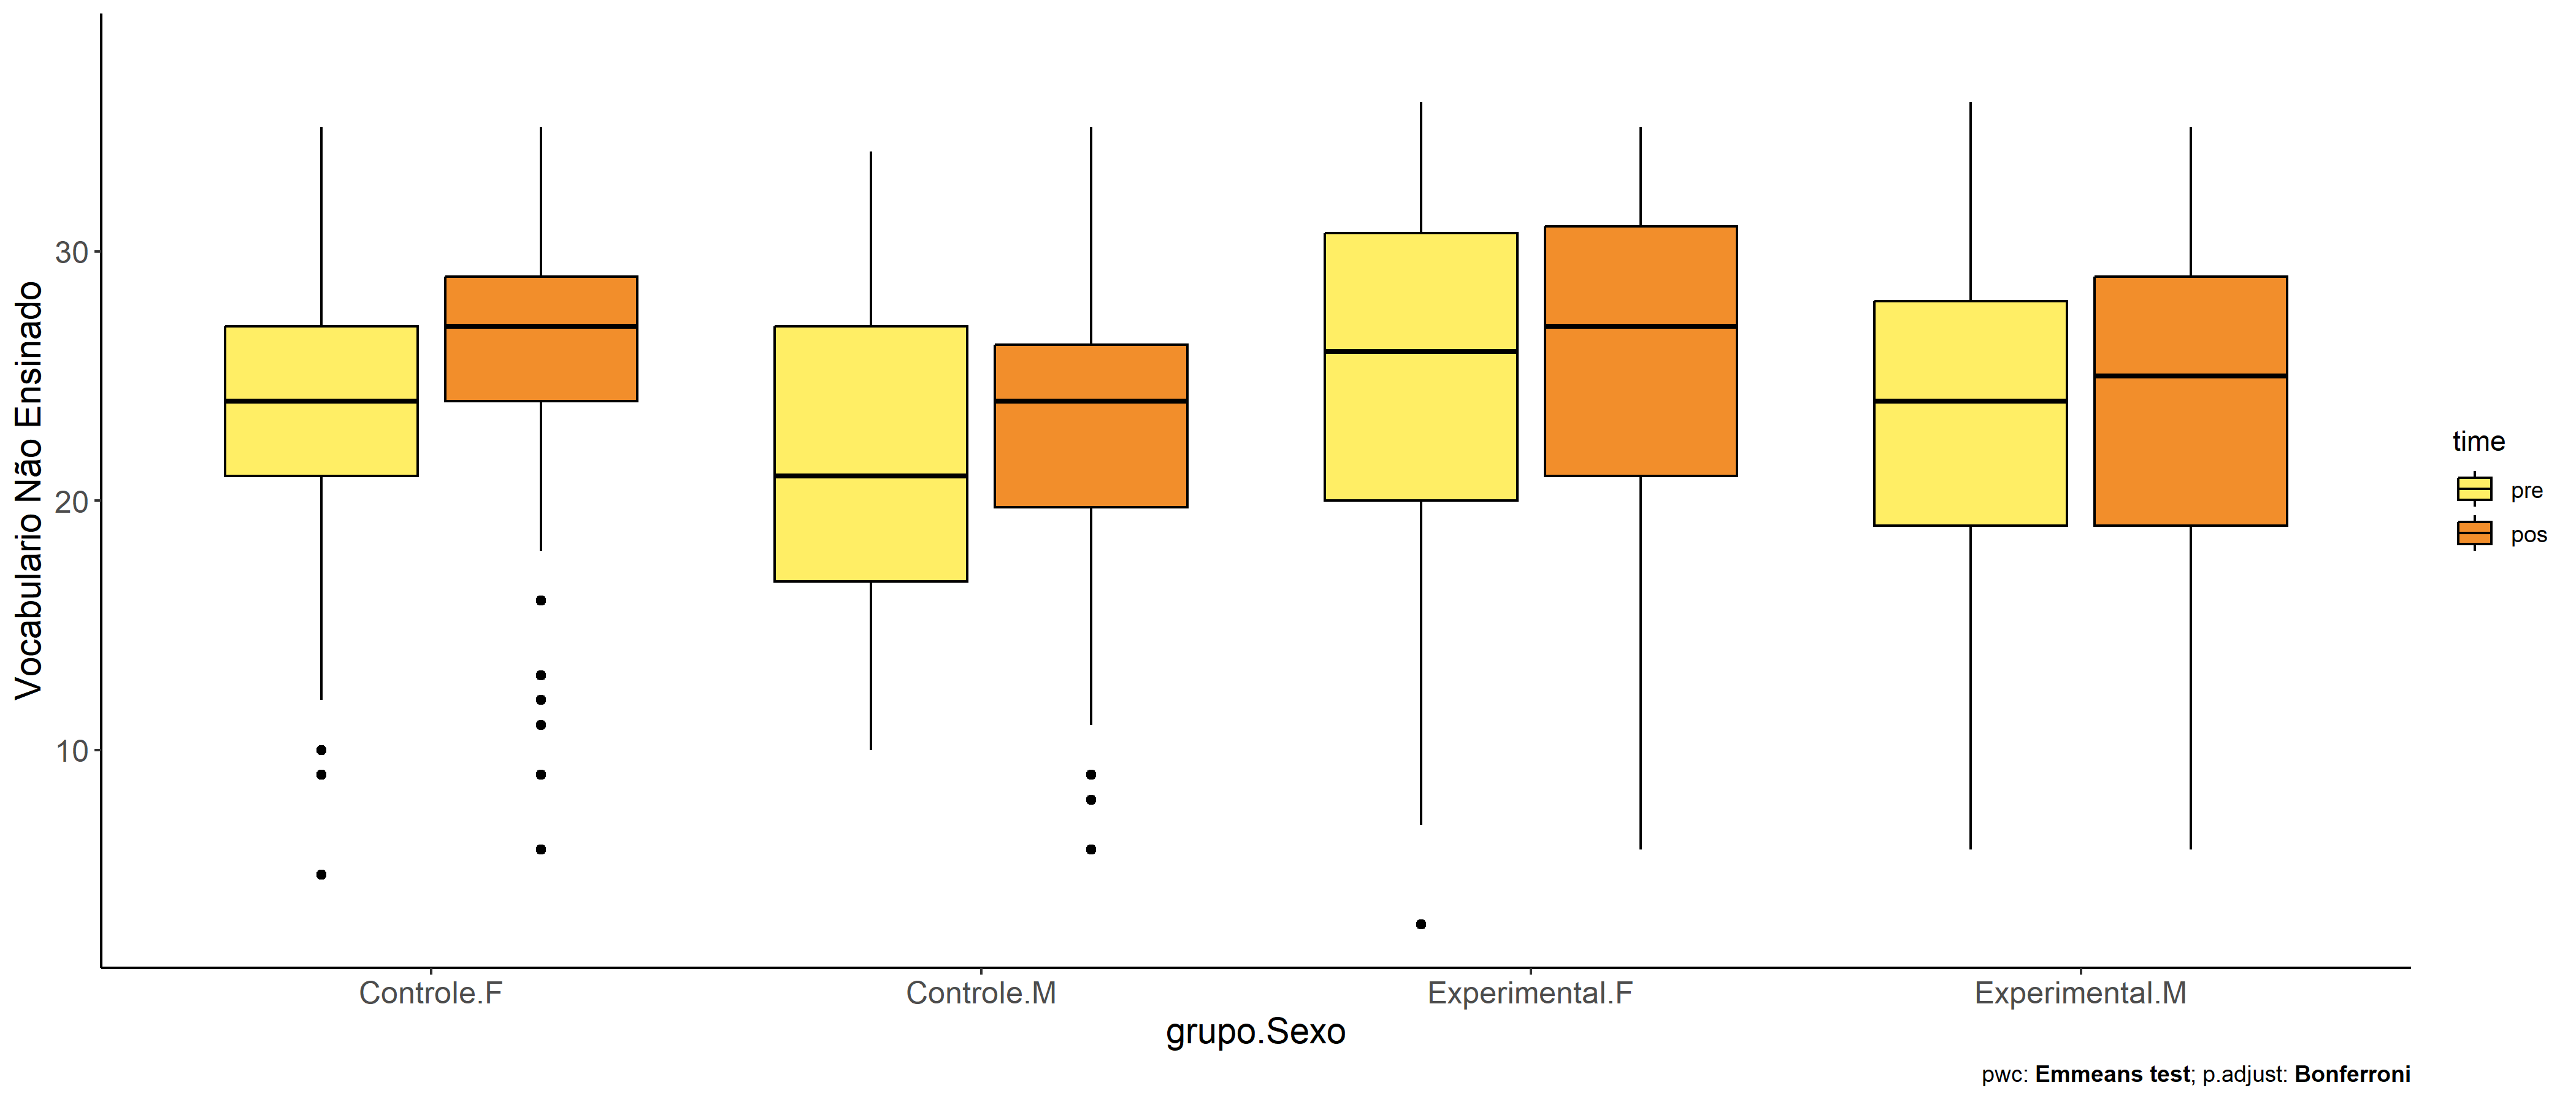 Vocabulario Não Ensinado
30
20
10
Controle.F
Controle.M
Experimental.F
Experimental.M
grupo.Sexo
time
pre
pos
pwc: Emmeans test; p.adjust: Bonferroni